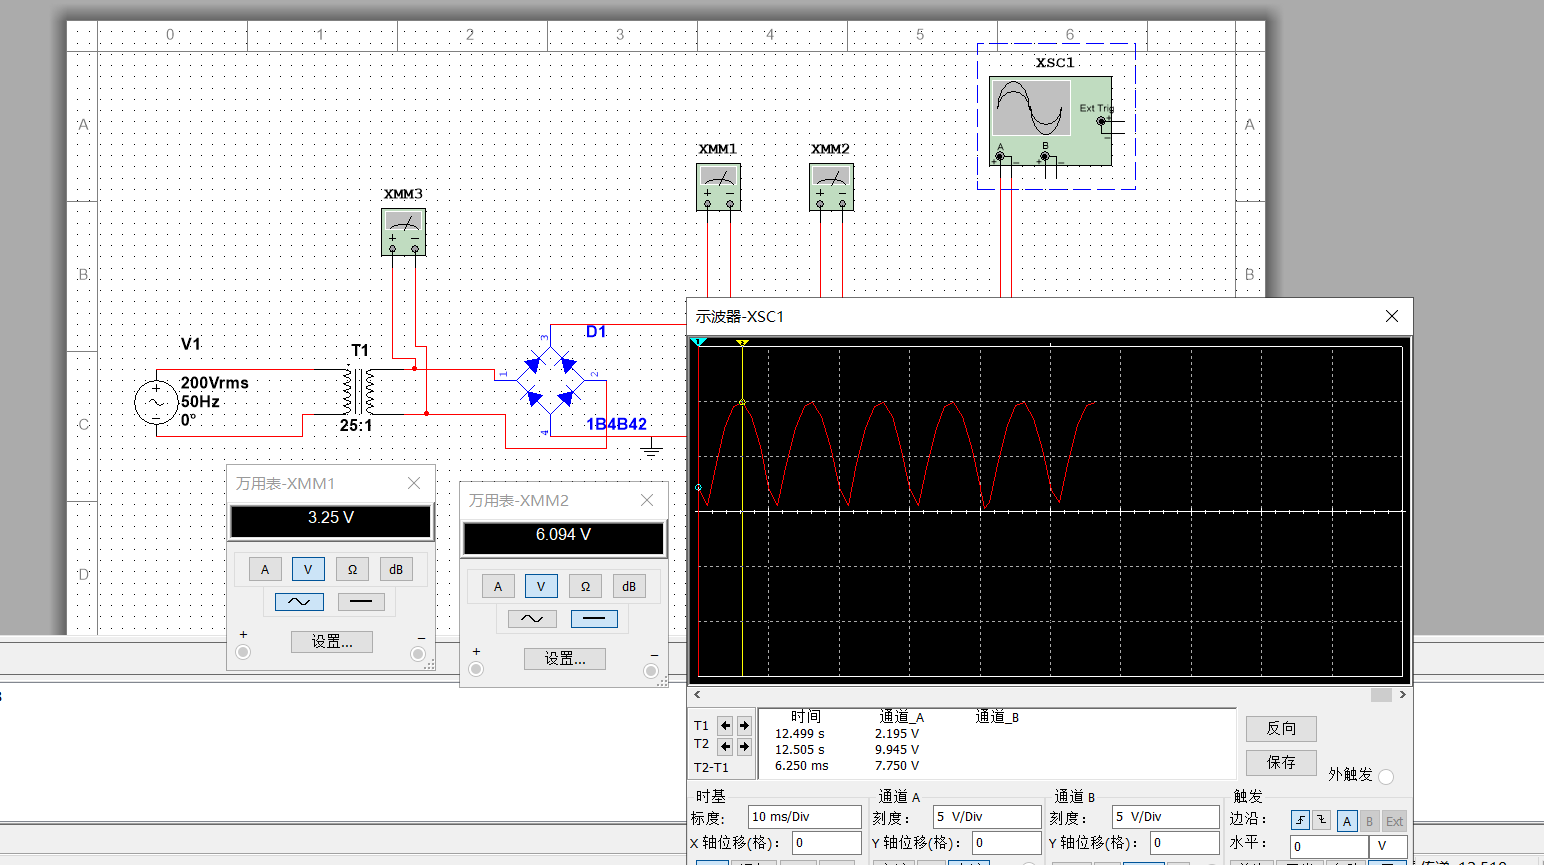 0 1 2 3 4 5 6
XSC1
Ext Trig
A B
A A
XMM1 XMM2
XMM3
B B
V1
T1
D1
200Vrms
50Hz
0°
25:1
1B4B42
1 2 3 4
C
D
万用表-XMM1
3.25 V
A V Ω dB
设置...
万用表-XMM2
6.094 V
A V Ω dB
设置...
示波器-XSC1
时间 通道_A 通道_B
T1 12.499 s 2.195 V
T2 12.505 s 9.945 V
T2-T1 6.250 ms 7.750 V
反向
保存
外触发
时基 通道 A 通道 B 触发
标度: 10 ms/Div 刻度: 5 V/Div 刻度: 5 V/Div 边沿: A B Ext
X 轴位移(格): 0 Y 轴位移(格): 0 Y 轴位移(格): 0 水平: 0 V